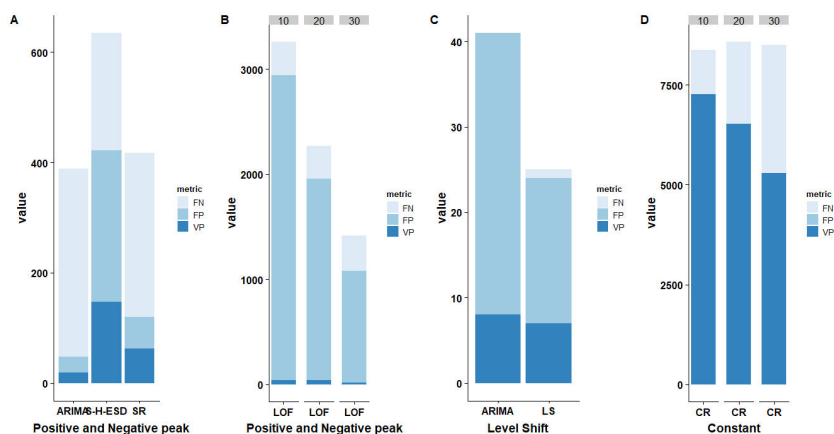 A
600
400
200
0
value
ARIMA S-H-ESD SR
Positive and Negative peak
metric
FN
FP
VP
B
10 20 30
3000
2000
1000
0
value
LOF LOF LOF
Positive and Negative peak
metric
FN
FP
VP
C
40
30
20
10
0
value
ARIMA LS
Level Shift
metric
FN
FP
VP
D
10 20 30
7500
5000
2500
0
value
CR CR CR
Constant
metric
FN
FP
VP